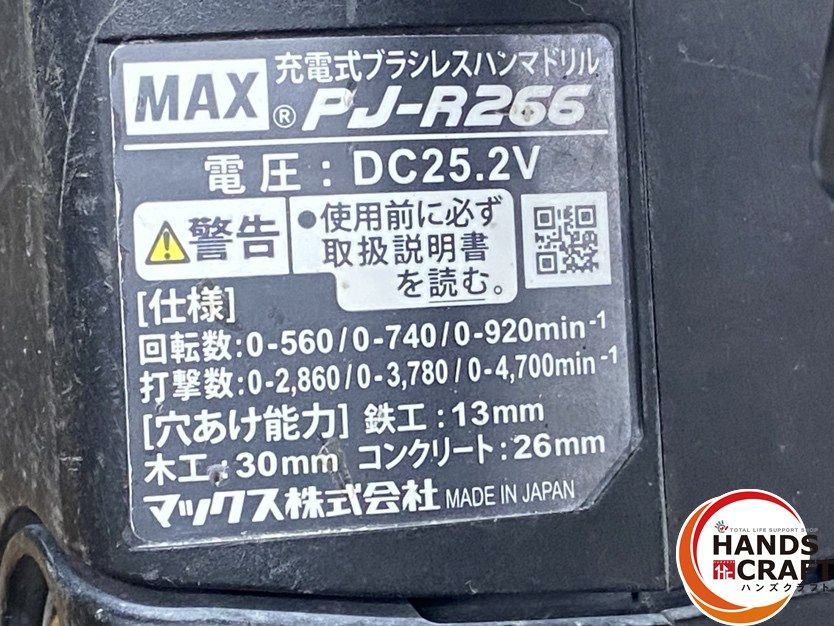 充電式ブラシレスハンマドリル
MAX® PJ-R266
電圧：DC25.2V
警告
●使用前に必ず
取扱説明書
を読む。
[仕様]
回転数:0-560/0-740/0-920min-1
打撃数:0-2,860/0-3,780/0-4,700min-1
[穴あけ能力] 鉄工:13mm
木工:30mm コンクリート:26mm
マックス株式会社 MADE IN JAPAN
TOTAL LIFE SUPPORT SHOP
HANDS
CRAFT
ハンズクラフト